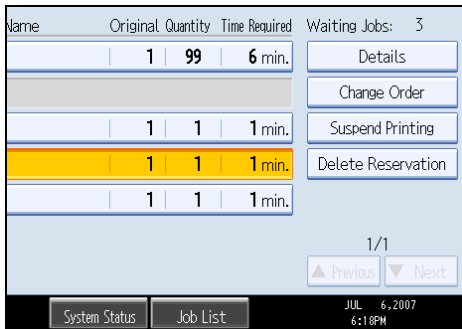 Name Original Quantity Time Required Waiting Jobs: 3
1 99 6 min. Details
Change Order
1 1 1 min. Suspend Printing
1 1 1 min. Delete Reservation
1 1 1 min.
1/1
▲ Previous ▼ Next
System Status Job List JUL 6,2007
6:18PM